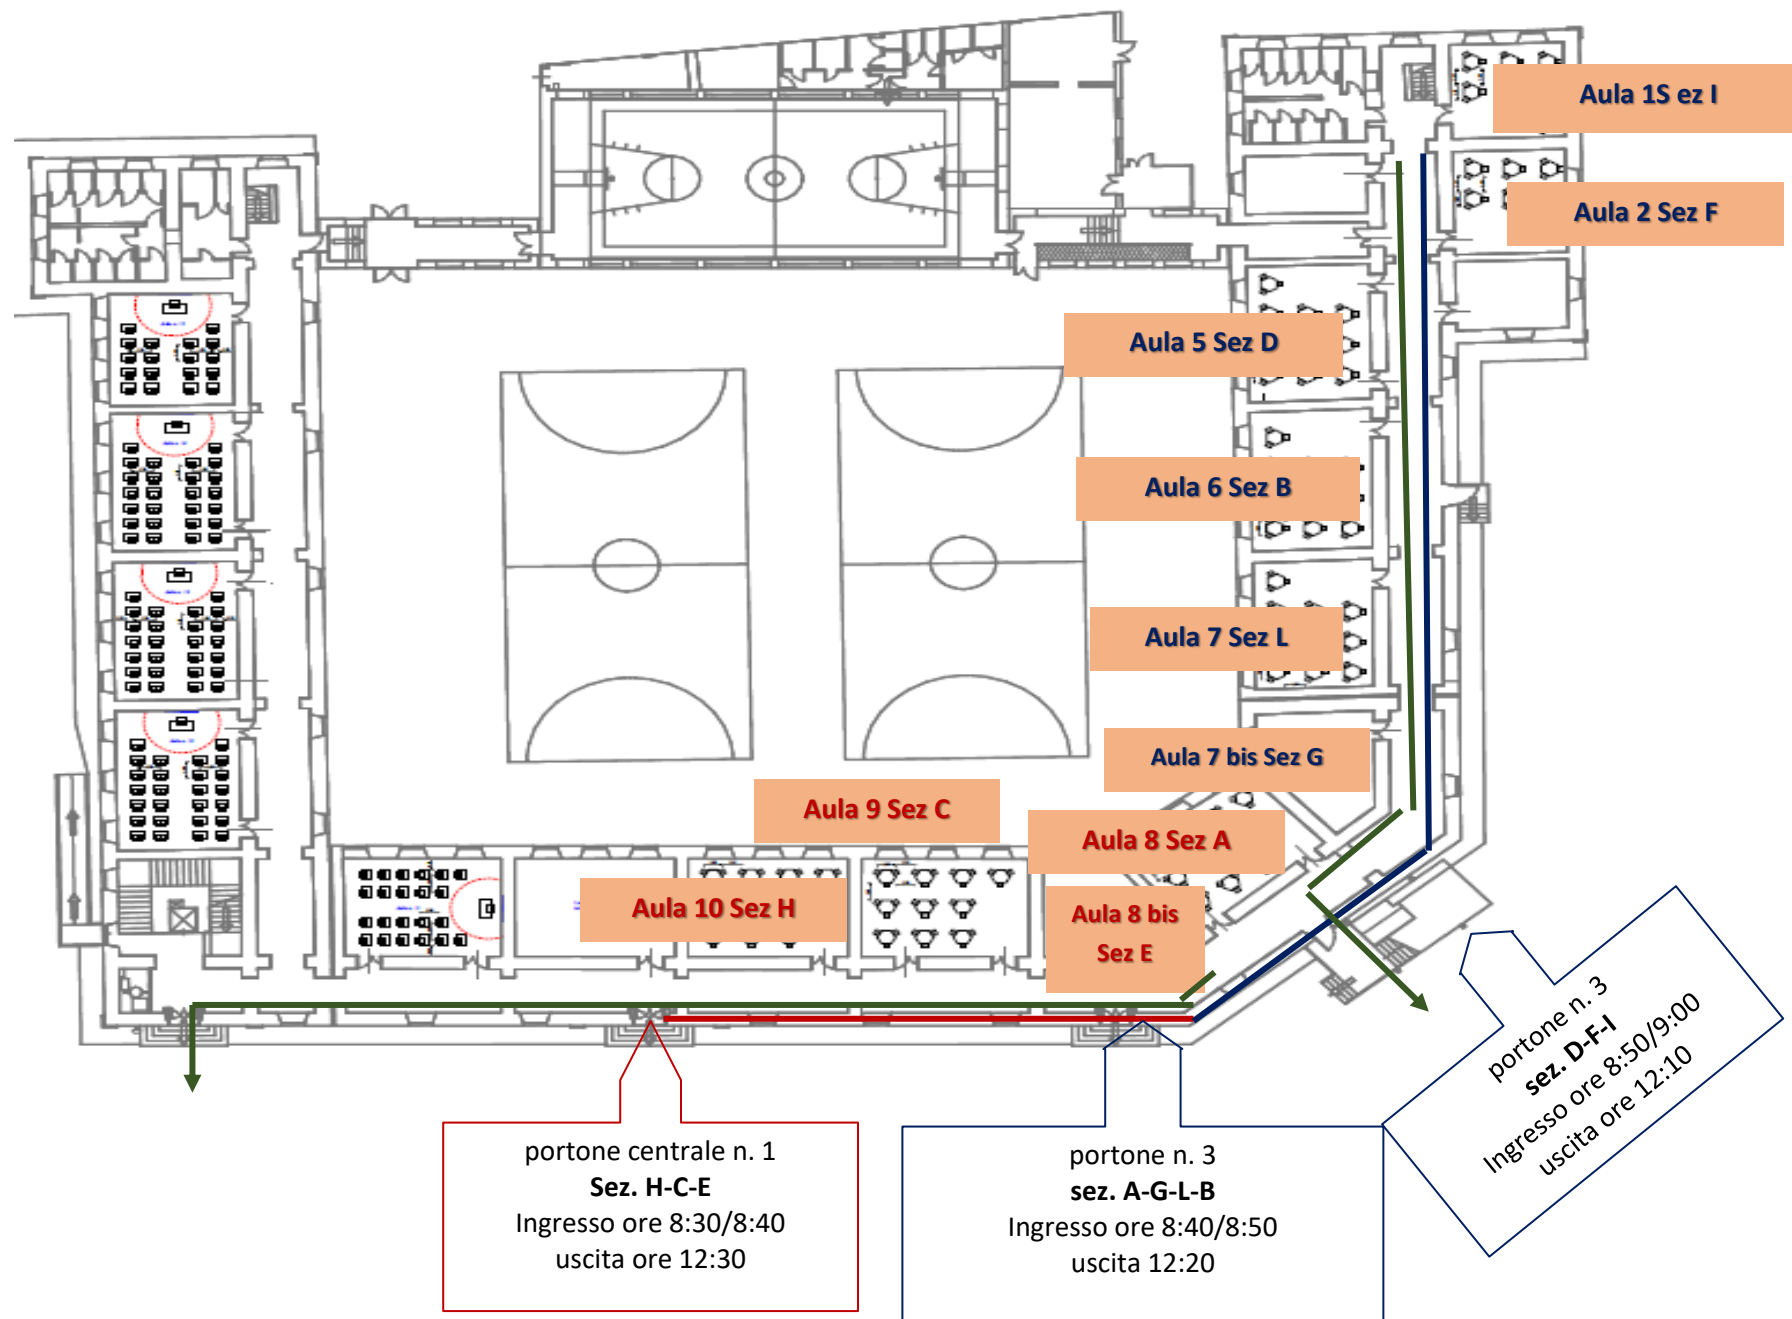 Aula 1S ez I
Aula 2 Sez F
Aula 5 Sez D
Aula 6 Sez B
Aula 7 Sez L
Aula 7 bis Sez G
Aula 9 Sez C
Aula 8 Sez A
Aula 10 Sez H
Aula 8 bis
Sez E
portone centrale n. 1
Sez. H-C-E
Ingresso ore 8:30/8:40
uscita ore 12:30
portone n. 3
sez. A-G-L-B
Ingresso ore 8:40/8:50
uscita 12:20
portone n. 3
sez. D-F-I
Ingresso ore 8:50/9:00
uscita ore 12:10